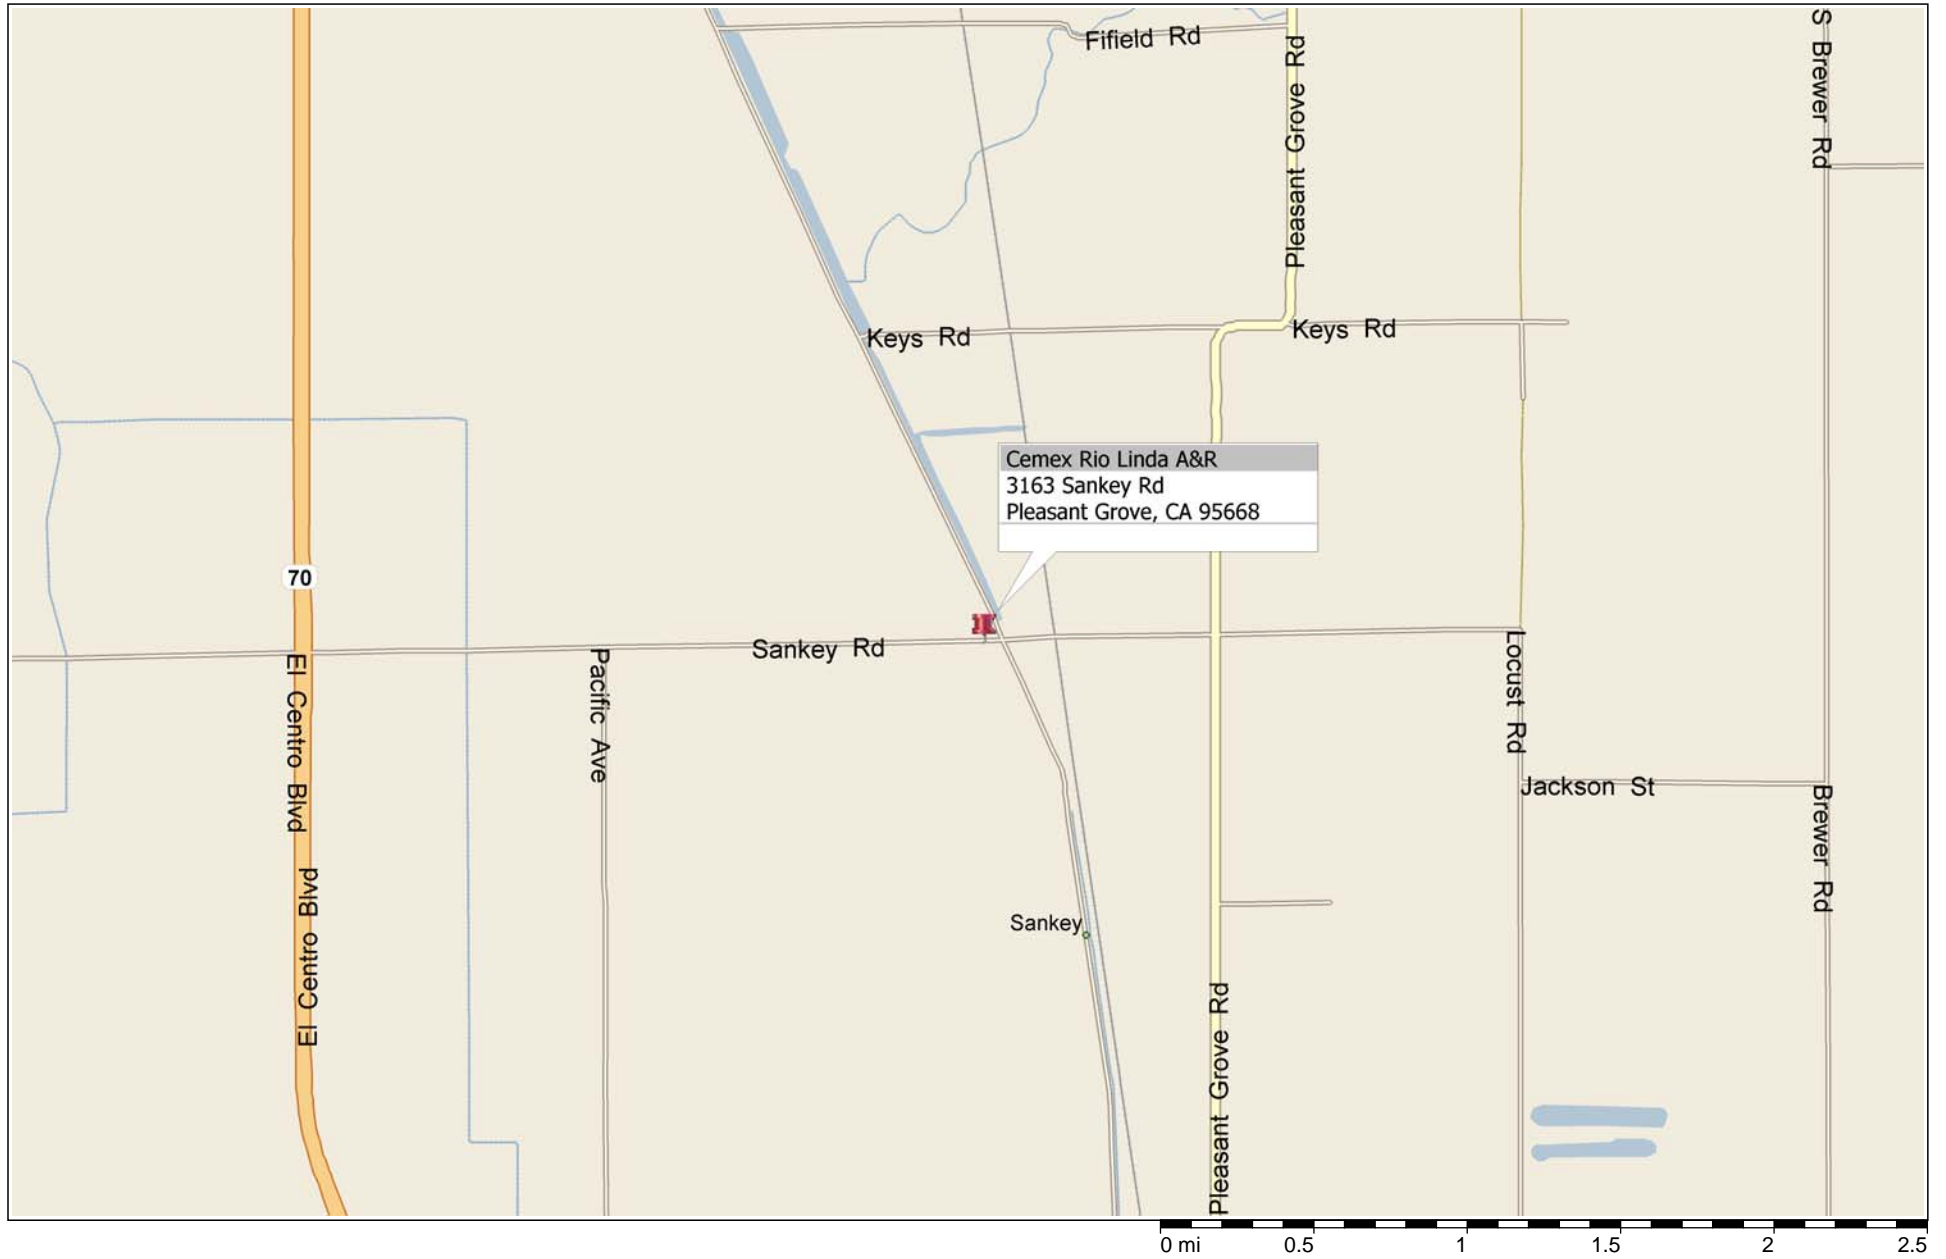 Fifield Rd
Pleasant Grove Rd
S Brewer Rd
Keys Rd
Keys Rd
Cemex Rio Linda A&R
3163 Sankey Rd
Pleasant Grove, CA 95668
70
Sankey Rd
El Centro Blvd
Pacific Ave
Locust Rd
Jackson St
Brewer Rd
El Centro Blvd
Sankey
Pleasant Grove Rd
0 mi 0.5 1 1.5 2 2.5